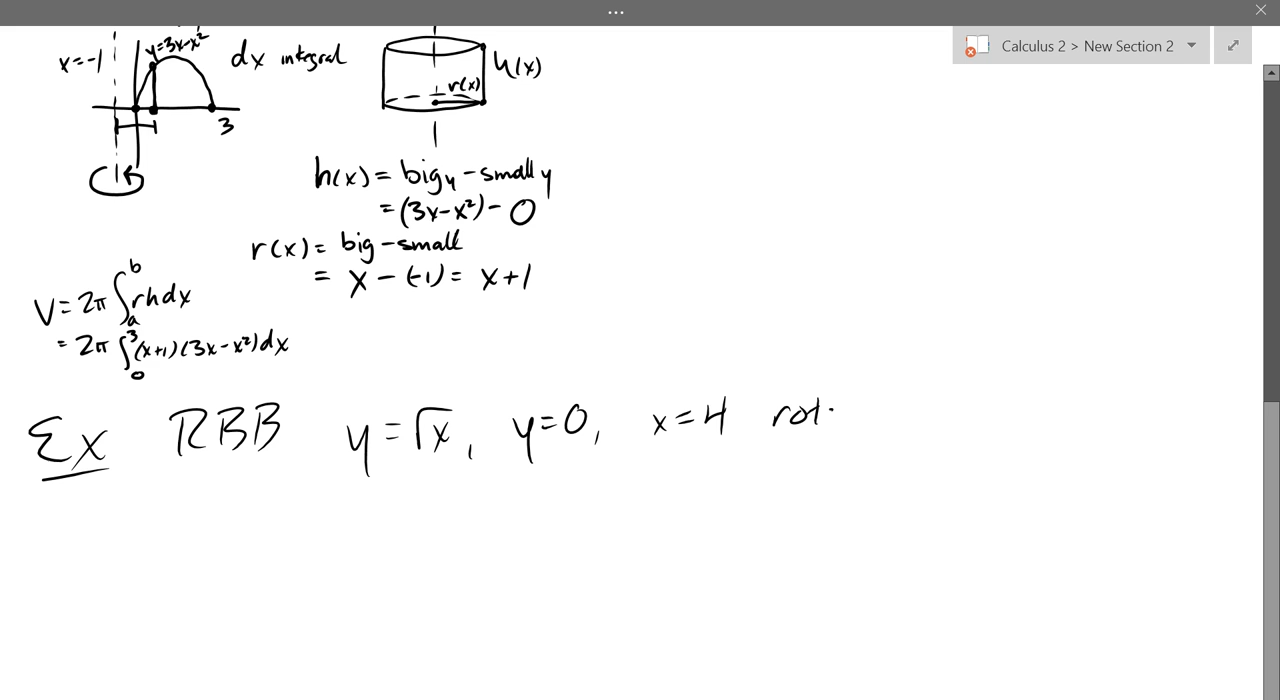 ...
Calculus 2 > New Section 2
x=-1 y=3x-x² dx integral h(x)
r(x)
3
h(x) = big y - small y
= (3x-x²) - 0
r(x) = big - small
= x - (-1) = x+1
V = 2π ∫ₐᵇ rh dx
= 2π ∫₀³ (x+1)(3x-x²) dx
Ex RBB y=√x, y=0, x=4 rot.